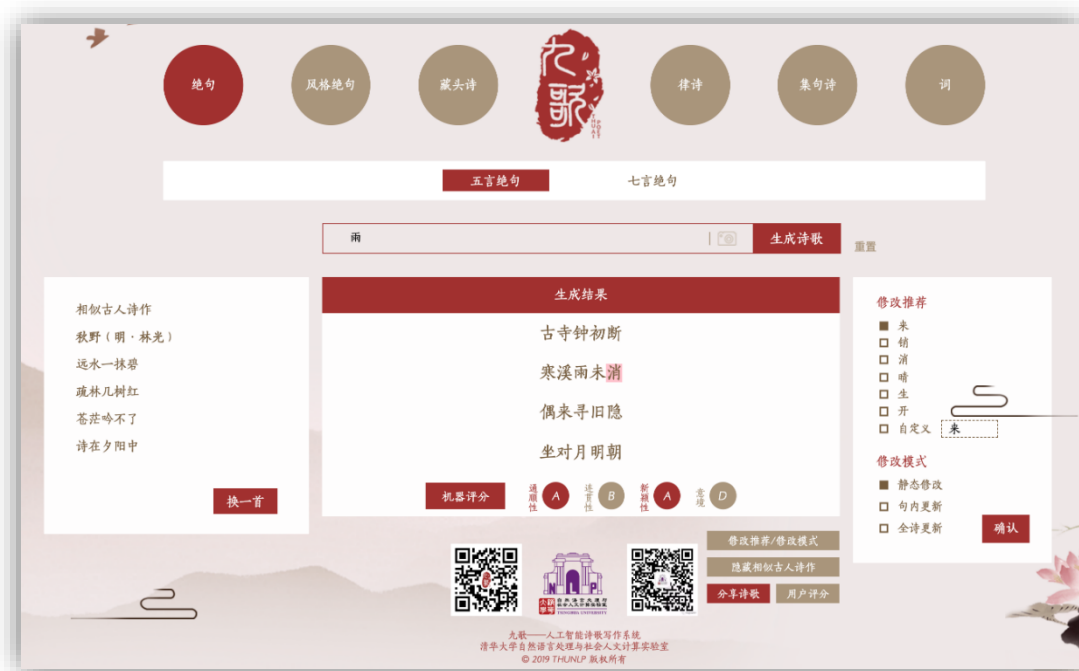 绝句
风格绝句
藏头诗
九歌
THUAI
POET
律诗
集句诗
词
五言绝句
七言绝句
雨
生成诗歌
重置
相似古人诗作
秋野(明·林光)
远水一抹碧
疏林几树红
苍茫吟不了
诗在夕阳中
换一首
生成结果
古寺钟初断
寒溪雨未消
偶来寻旧隐
坐对月明朝
机器评分
通顺性 A
连贯性 B
新颖性 A
意境 D
修改推荐
来
销
消
晴
生
开
自定义 来
修改模式
静态修改
句内更新
全诗更新
确认
修改推荐/修改模式
隐藏相似古人诗作
分享诗歌
用户评分
NLP
TSINGHUA UNIVERSITY
九歌——人工智能诗歌写作系统
清华大学自然语言处理与社会人文计算实验室
© 2019 THUNLP 版权所有